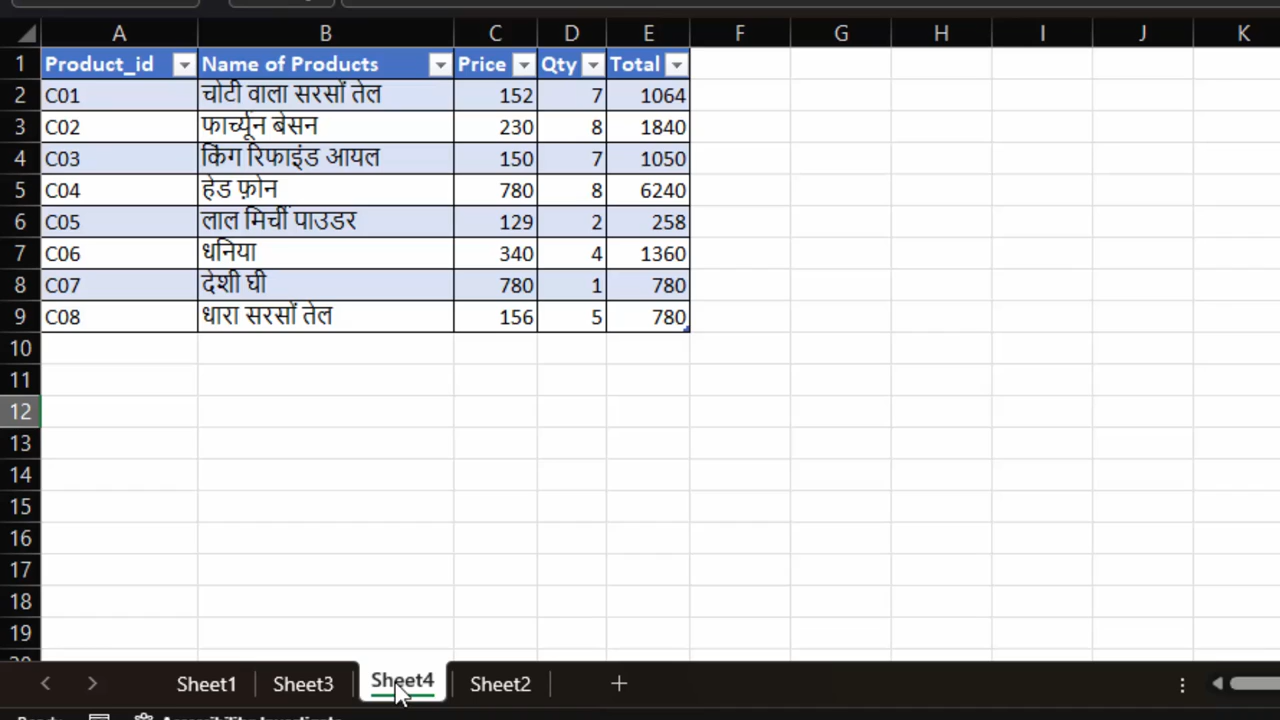 A B C D E F G H I J K
1 Product_id Name of Products Price Qty Total
2 C01 चोटी वाला सरसों तेल 152 7 1064
3 C02 फार्च्यून बेसन 230 8 1840
4 C03 किंग रिफाइंड आयल 150 7 1050
5 C04 हेड फ़ोन 780 8 6240
6 C05 लाल मिर्ची पाउडर 129 2 258
7 C06 धनिया 340 4 1360
8 C07 देशी घी 780 1 780
9 C08 धारा सरसों तेल 156 5 780
10
11
12
13
14
15
16
17
18
19
Sheet1 Sheet3 Sheet4 Sheet2